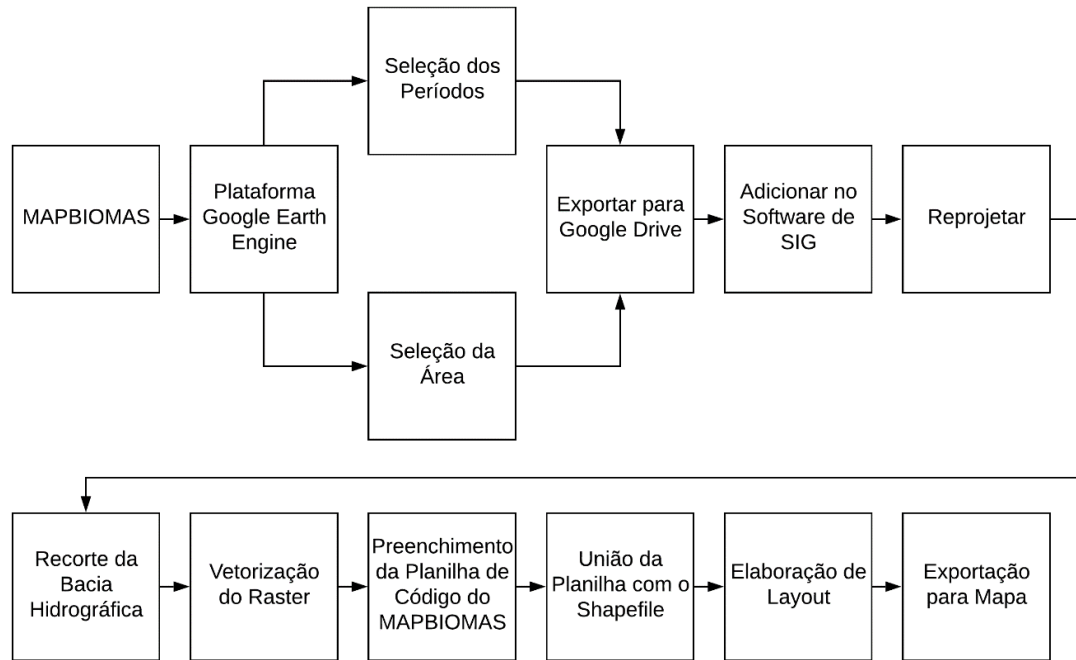 MAPBIOMAS
Plataforma
Google Earth
Engine
Seleção dos
Períodos
Seleção da
Área
Exportar para
Google Drive
Adicionar no
Software de
SIG
Reprojetar
Recorte da
Bacia
Hidrográfica
Vetorização
do Raster
Preenchimento
da Planilha de
Código do
MAPBIOMAS
União da
Planilha com o
Shapefile
Elaboração de
Layout
Exportação
para Mapa